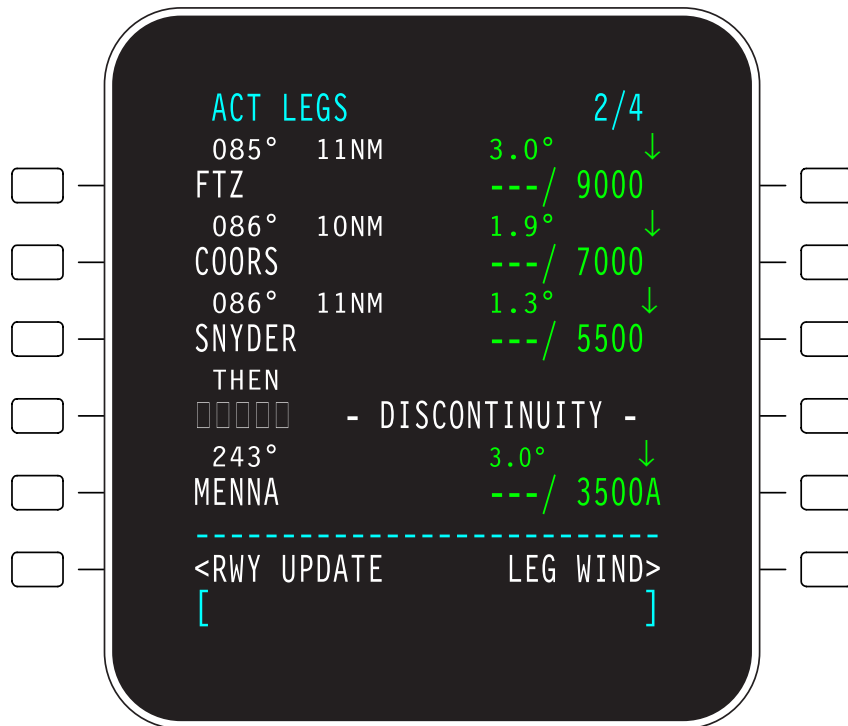 ACT LEGS 2/4
085° 11NM 3.0° ↓
FTZ ---/ 9000
086° 10NM 1.9° ↓
COORS ---/ 7000
086° 11NM 1.3° ↓
SNYDER ---/ 5500
THEN
▯▯▯▯▯ - DISCONTINUITY -
243° 3.0° ↓
MENNA ---/ 3500A
----------------------------
<RWY UPDATE LEG WIND>
[ ]